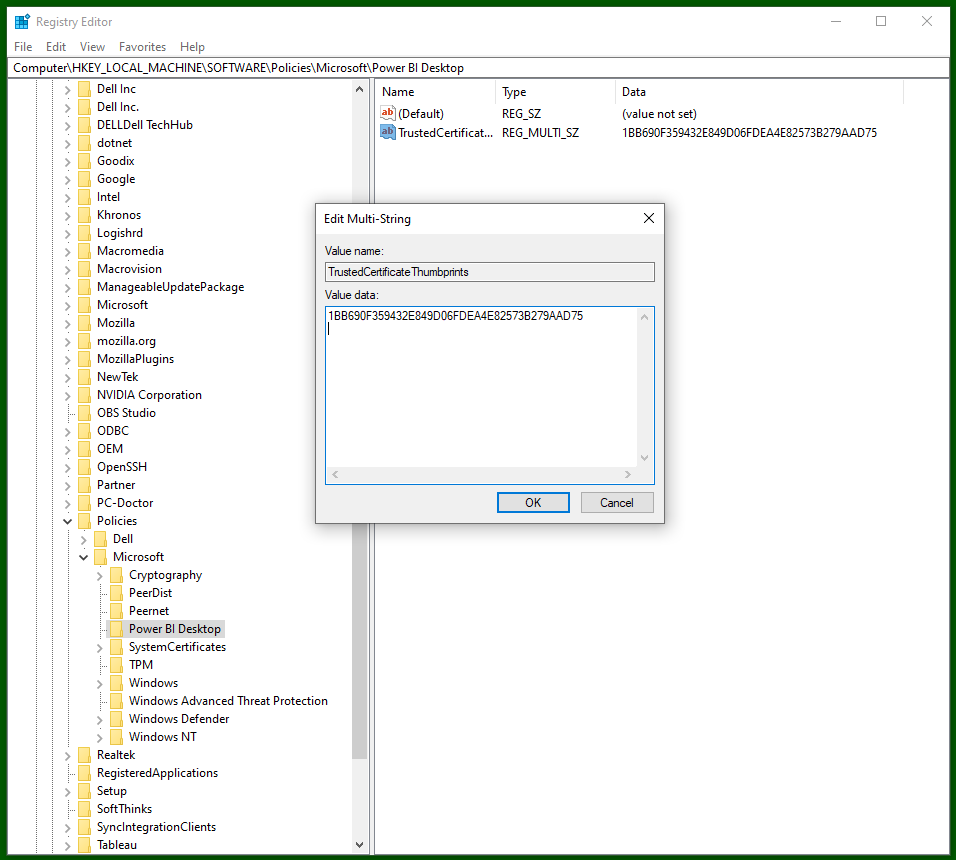 Registry Editor
File Edit View Favorites Help
Computer\HKEY_LOCAL_MACHINE\SOFTWARE\Policies\Microsoft\Power BI Desktop
Dell Inc
Dell Inc.
DELLDell TechHub
dotnet
Goodix
Google
Intel
Khronos
Logishrd
Macromedia
Macrovision
ManageableUpdatePackage
Microsoft
Mozilla
mozilla.org
MozillaPlugins
NewTek
NVIDIA Corporation
OBS Studio
ODBC
OEM
OpenSSH
Partner
PC-Doctor
Policies
Dell
Microsoft
Cryptography
PeerDist
Peernet
Power BI Desktop
SystemCertificates
TPM
Windows
Windows Advanced Threat Protection
Windows Defender
Windows NT
Realtek
RegisteredApplications
Setup
SoftThinks
SyncIntegrationClients
Tableau
Name Type Data
ab (Default) REG_SZ (value not set)
ab TrustedCertificat... REG_MULTI_SZ 1BB690F359432E849D06FDEA4E82573B279AAD75
Edit Multi-String
Value name:
TrustedCertificateThumbprints
Value data:
1BB690F359432E849D06FDEA4E82573B279AAD75
OK Cancel